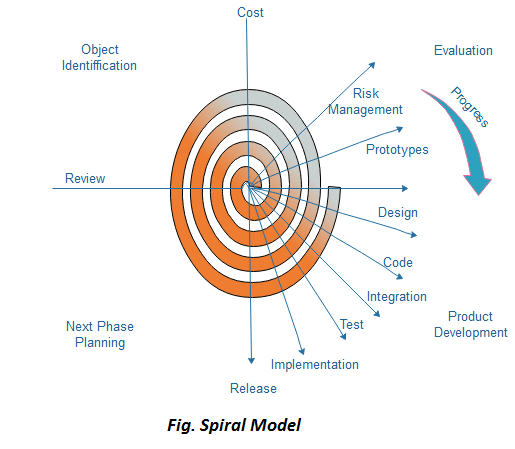 Cost
Object
Identiffication
Evaluation
Progress
Risk
Management
Prototypes
Review
Design
Code
Integration
Next Phase
Planning
Test
Product
Development
Implementation
Release
Fig. Spiral Model